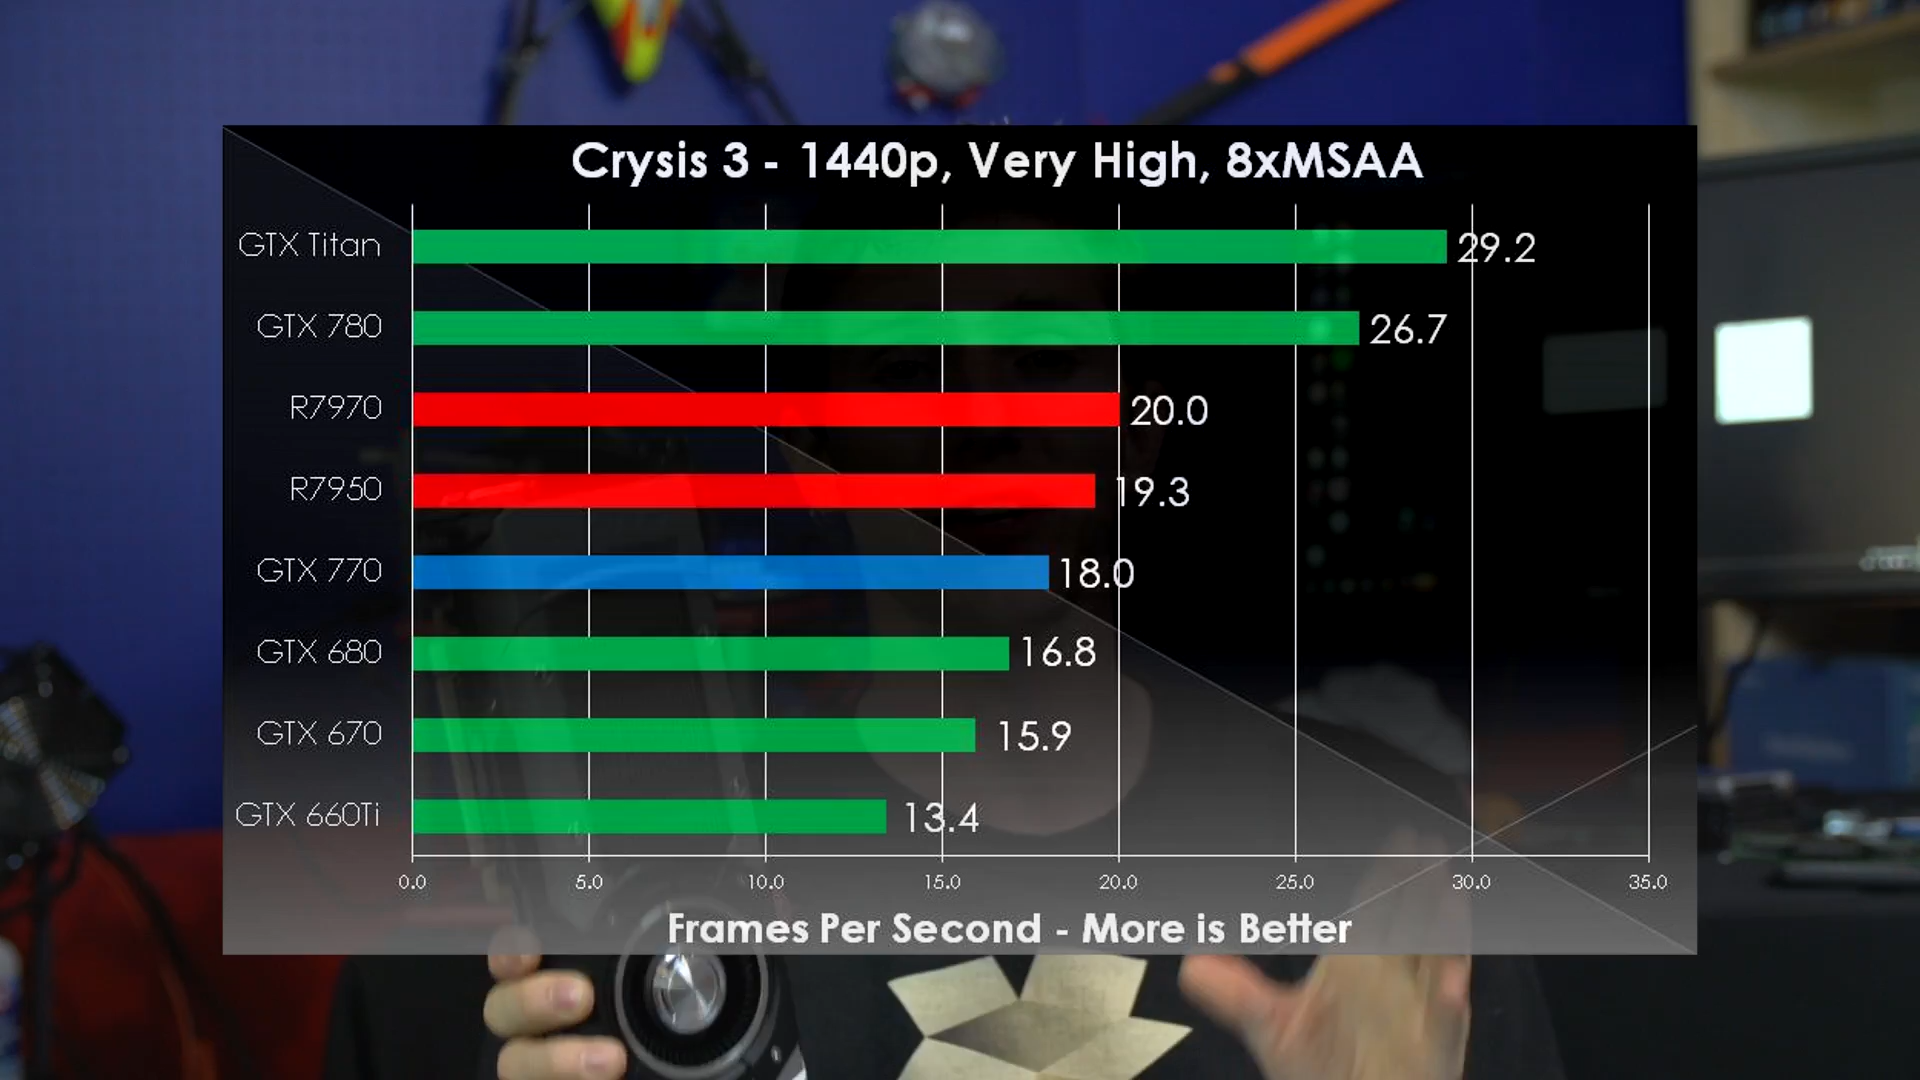 Crysis 3 - 1440p, Very High, 8xMSAA
GTX Titan 29.2
GTX 780 26.7
R7970 20.0
R7950 19.3
GTX 770 18.0
GTX 680 16.8
GTX 670 15.9
GTX 660Ti 13.4
0.0 5.0 10.0 15.0 20.0 25.0 30.0 35.0
Frames Per Second - More is Better